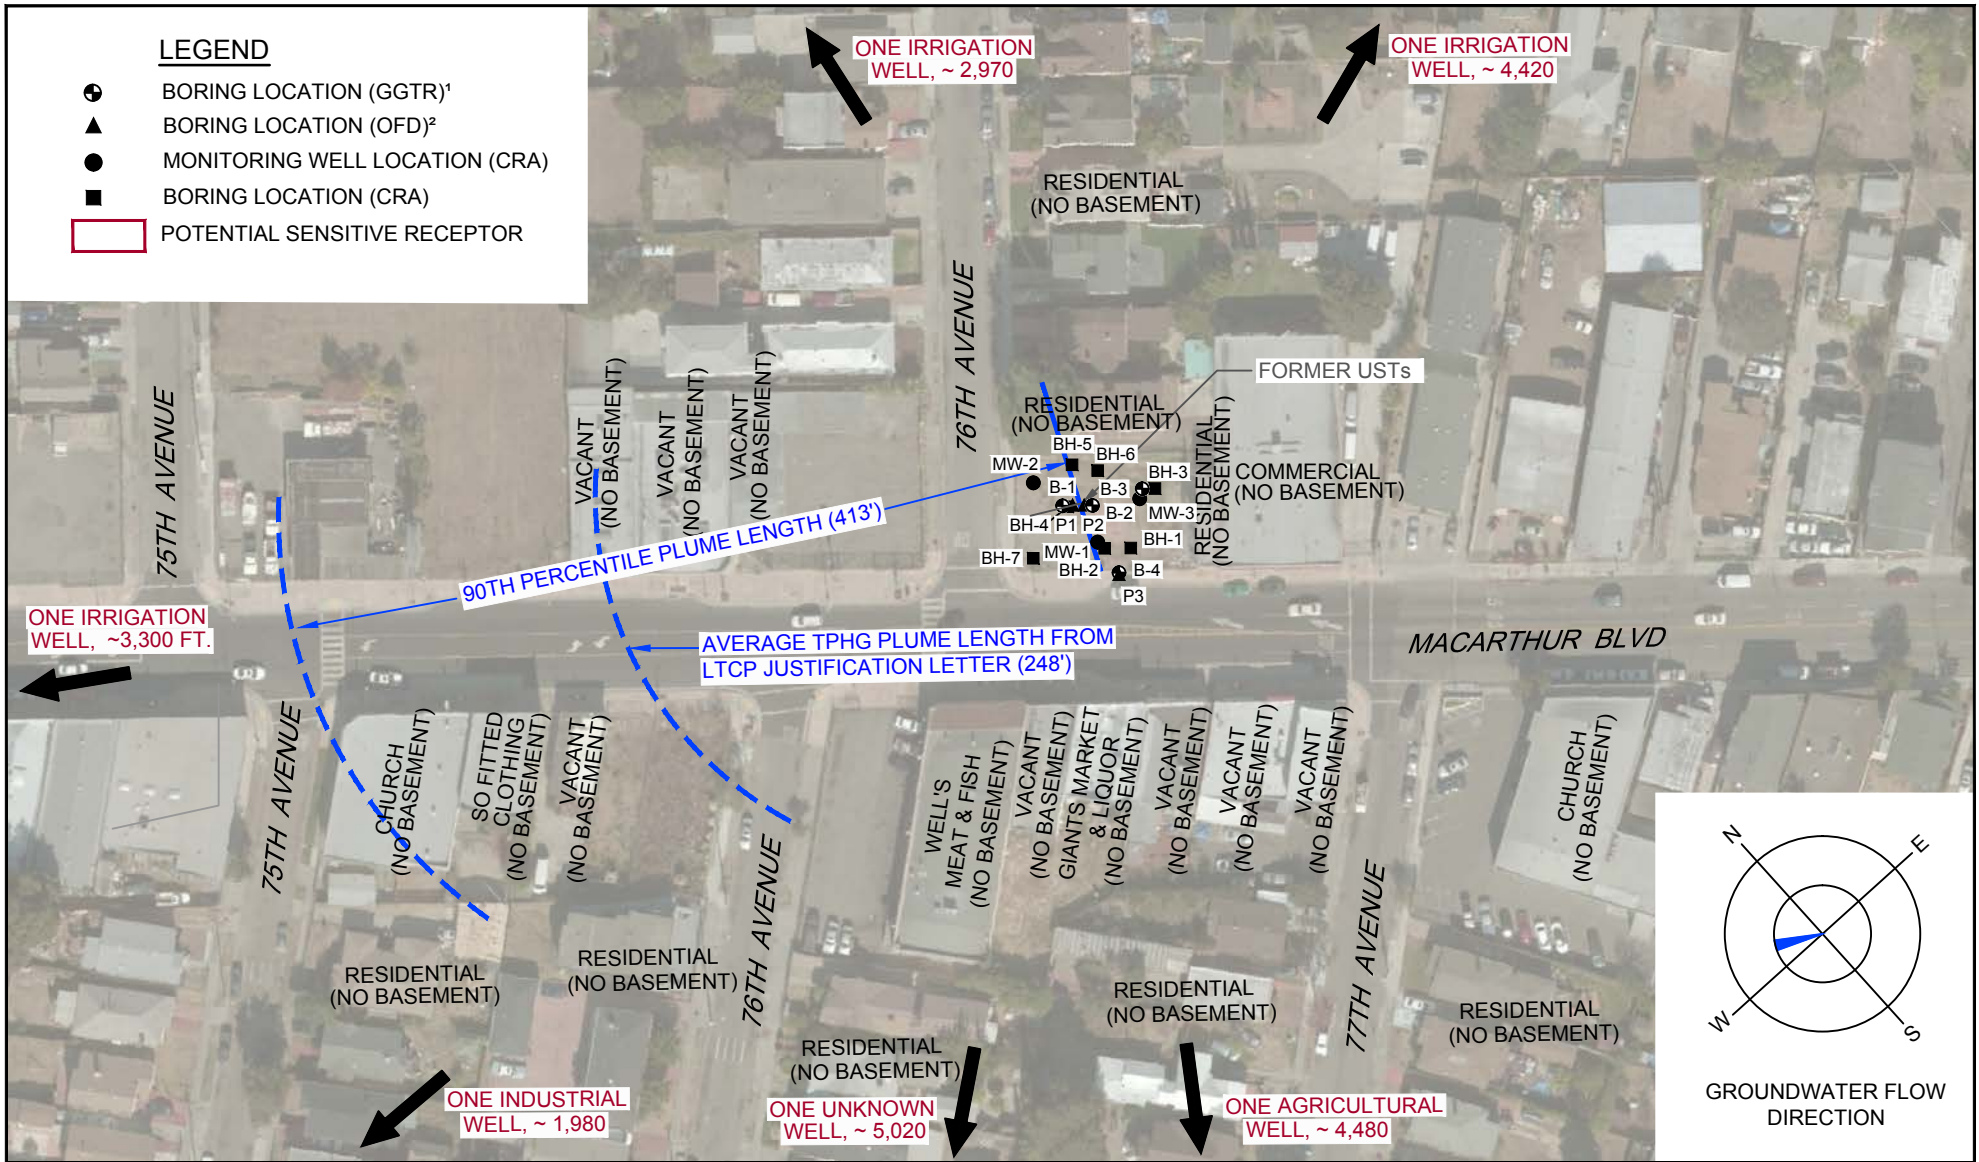 LEGEND
BORING LOCATION (GGTR)¹
BORING LOCATION (OFD)²
MONITORING WELL LOCATION (CRA)
BORING LOCATION (CRA)
POTENTIAL SENSITIVE RECEPTOR
ONE IRRIGATION
WELL, ~ 2,970
ONE IRRIGATION
WELL, ~ 4,420
RESIDENTIAL
(NO BASEMENT)
75TH AVENUE
76TH AVENUE
VACANT
(NO BASEMENT)
VACANT
(NO BASEMENT)
VACANT
(NO BASEMENT)
FORMER USTs
RESIDENTIAL
(NO BASEMENT)
BH-5
BH-6
MW-2
BH-3
B-1
B-3
B-2
MW-3
BH-4
P1
P2
BH-7
MW-1
BH-1
BH-2
B-4
P3
RESIDENTIAL
(NO BASEMENT)
COMMERCIAL
(NO BASEMENT)
90TH PERCENTILE PLUME LENGTH (413')
ONE IRRIGATION
WELL, ~3,300 FT.
AVERAGE TPHG PLUME LENGTH FROM
LTCP JUSTIFICATION LETTER (248')
MACARTHUR BLVD
75TH AVENUE
CHURCH
(NO BASEMENT)
SO FITTED
CLOTHING
(NO BASEMENT)
VACANT
(NO BASEMENT)
76TH AVENUE
WELL'S
MEAT & FISH
(NO BASEMENT)
VACANT
(NO BASEMENT)
GIANTS MARKET
& LIQUOR
(NO BASEMENT)
VACANT
(NO BASEMENT)
VACANT
(NO BASEMENT)
VACANT
(NO BASEMENT)
77TH AVENUE
CHURCH
(NO BASEMENT)
RESIDENTIAL
(NO BASEMENT)
RESIDENTIAL
(NO BASEMENT)
RESIDENTIAL
(NO BASEMENT)
RESIDENTIAL
(NO BASEMENT)
RESIDENTIAL
(NO BASEMENT)
ONE INDUSTRIAL
WELL, ~ 1,980
ONE UNKNOWN
WELL, ~ 5,020
ONE AGRICULTURAL
WELL, ~ 4,480
N
E
W
S
GROUNDWATER FLOW
DIRECTION